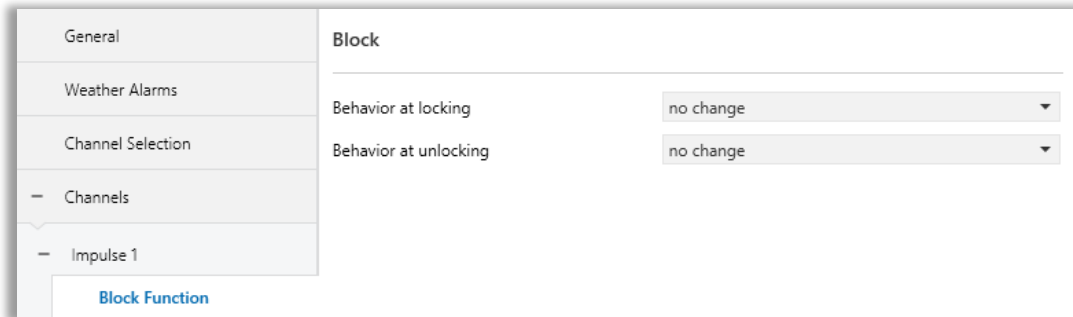 General
Weather Alarms
Channel Selection
Channels
Impulse 1
Block Function
Block
Behavior at locking no change
Behavior at unlocking no change